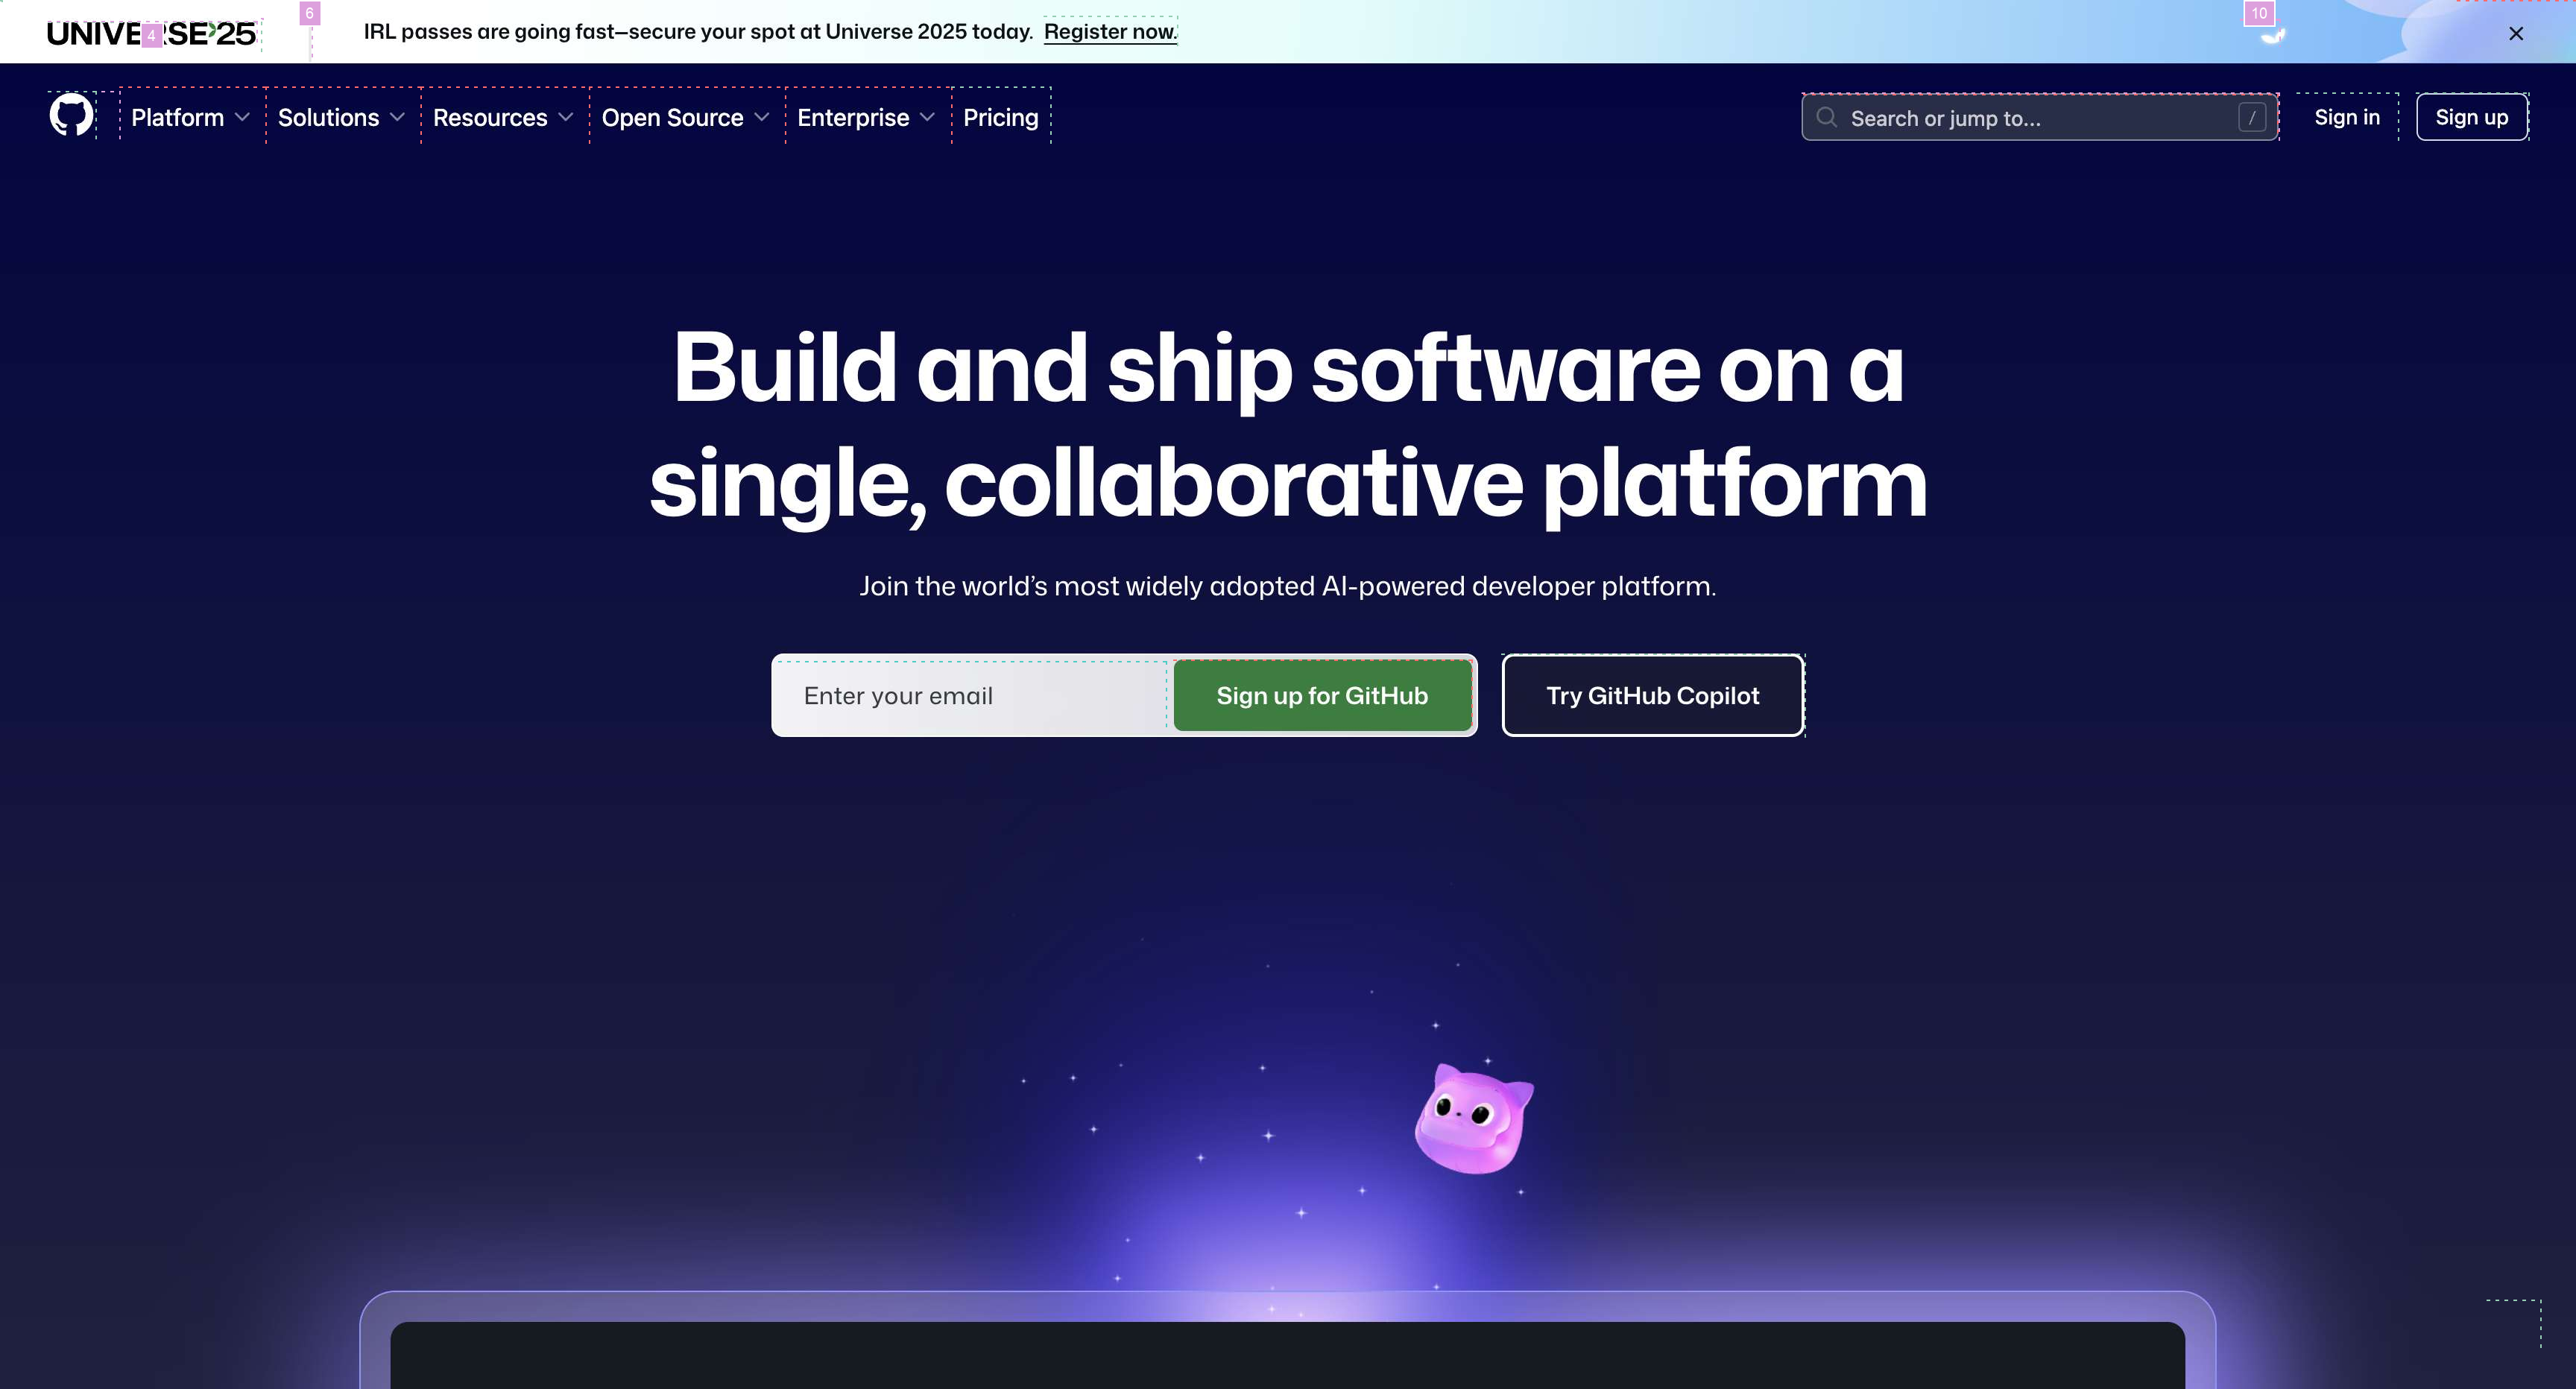 6
10
UNIVERSE'25
4
IRL passes are going fast—secure your spot at Universe 2025 today. Register now.
Platform
Solutions
Resources
Open Source
Enterprise
Pricing
Search or jump to...
/
Sign in
Sign up
Build and ship software on a
single, collaborative platform
Join the world's most widely adopted AI-powered developer platform.
Enter your email
Sign up for GitHub
Try GitHub Copilot